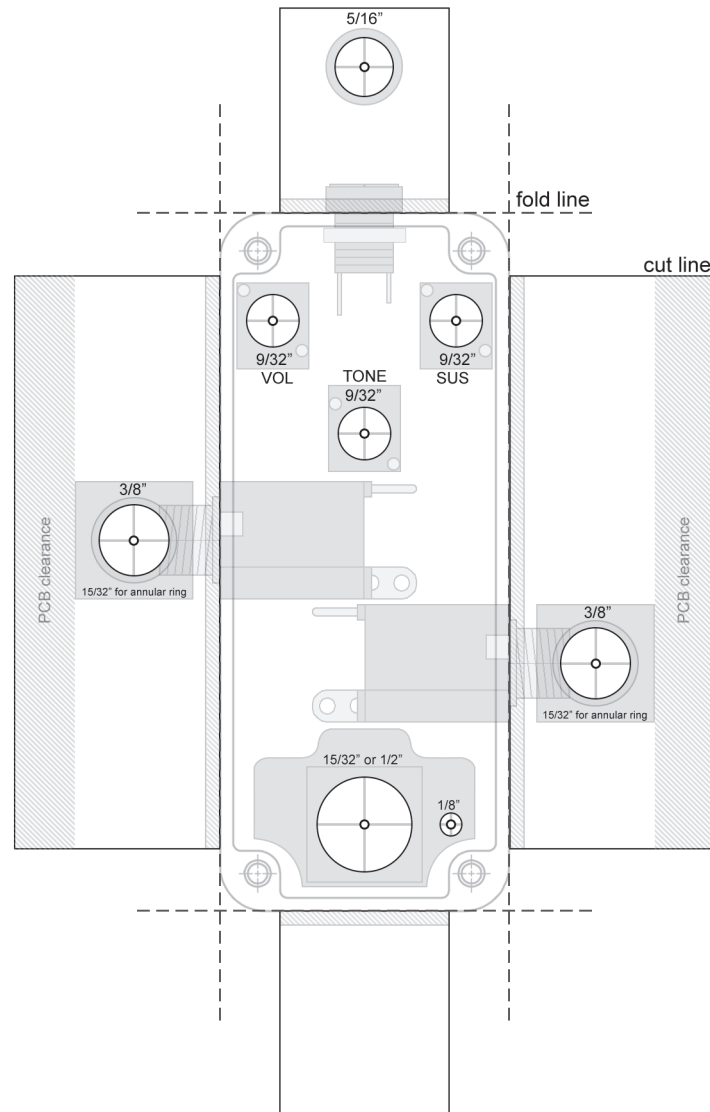 5/16”
fold line
cut line
9/32”
VOL
9/32”
SUS
TONE
9/32”
3/8”
15/32” for annular ring
PCB clearance
3/8”
15/32” for annular ring
PCB clearance
15/32” or 1/2”
1/8”